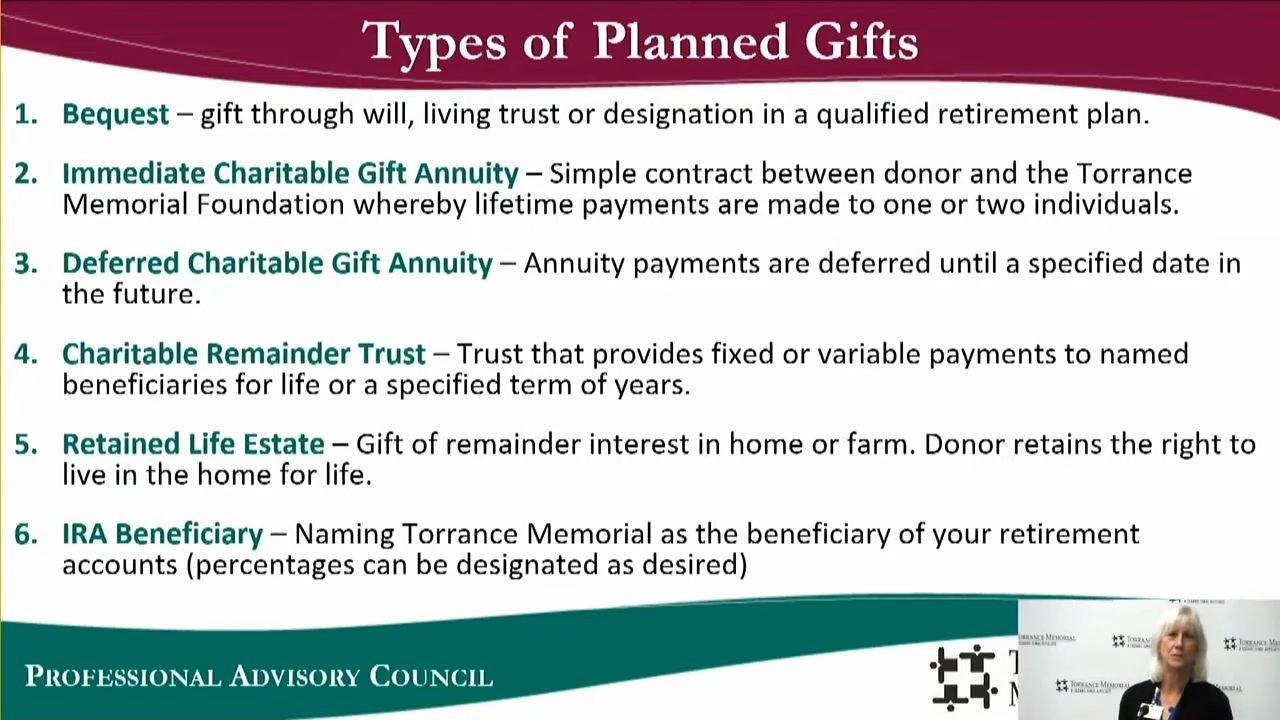 Types of Planned Gifts
1. Bequest – gift through will, living trust or designation in a qualified retirement plan.
2. Immediate Charitable Gift Annuity – Simple contract between donor and the Torrance
Memorial Foundation whereby lifetime payments are made to one or two individuals.
3. Deferred Charitable Gift Annuity – Annuity payments are deferred until a specified date in
the future.
4. Charitable Remainder Trust – Trust that provides fixed or variable payments to named
beneficiaries for life or a specified term of years.
5. Retained Life Estate – Gift of remainder interest in home or farm. Donor retains the right to
live in the home for life.
6. IRA Beneficiary – Naming Torrance Memorial as the beneficiary of your retirement
accounts (percentages can be designated as desired)
PROFESSIONAL ADVISORY COUNCIL
TORRANCE MEMORIAL